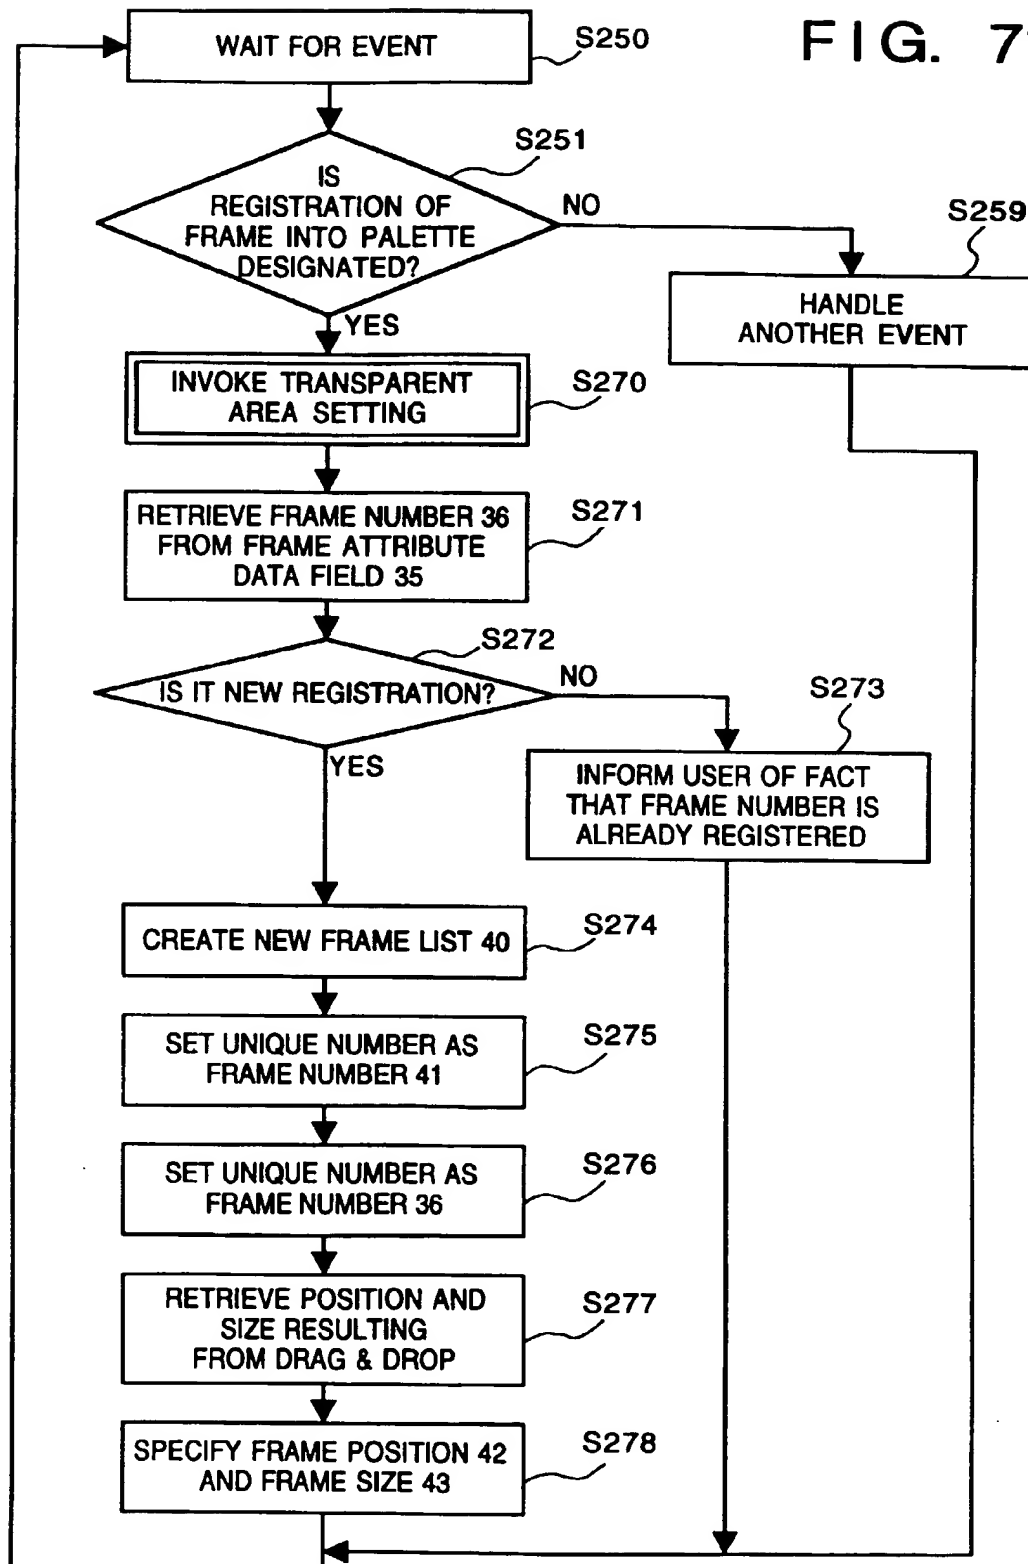 FIG. 7
WAIT FOR EVENT
S250
S251
IS
REGISTRATION OF
FRAME INTO PALETTE
DESIGNATED?
NO
YES
S259
HANDLE
ANOTHER EVENT
INVOKE TRANSPARENT
AREA SETTING
S270
RETRIEVE FRAME NUMBER 36
FROM FRAME ATTRIBUTE
DATA FIELD 35
S271
S272
IS IT NEW REGISTRATION?
NO
YES
S273
INFORM USER OF FACT
THAT FRAME NUMBER IS
ALREADY REGISTERED
CREATE NEW FRAME LIST 40
S274
SET UNIQUE NUMBER AS
FRAME NUMBER 41
S275
SET UNIQUE NUMBER AS
FRAME NUMBER 36
S276
RETRIEVE POSITION AND
SIZE RESULTING
FROM DRAG & DROP
S277
SPECIFY FRAME POSITION 42
AND FRAME SIZE 43
S278